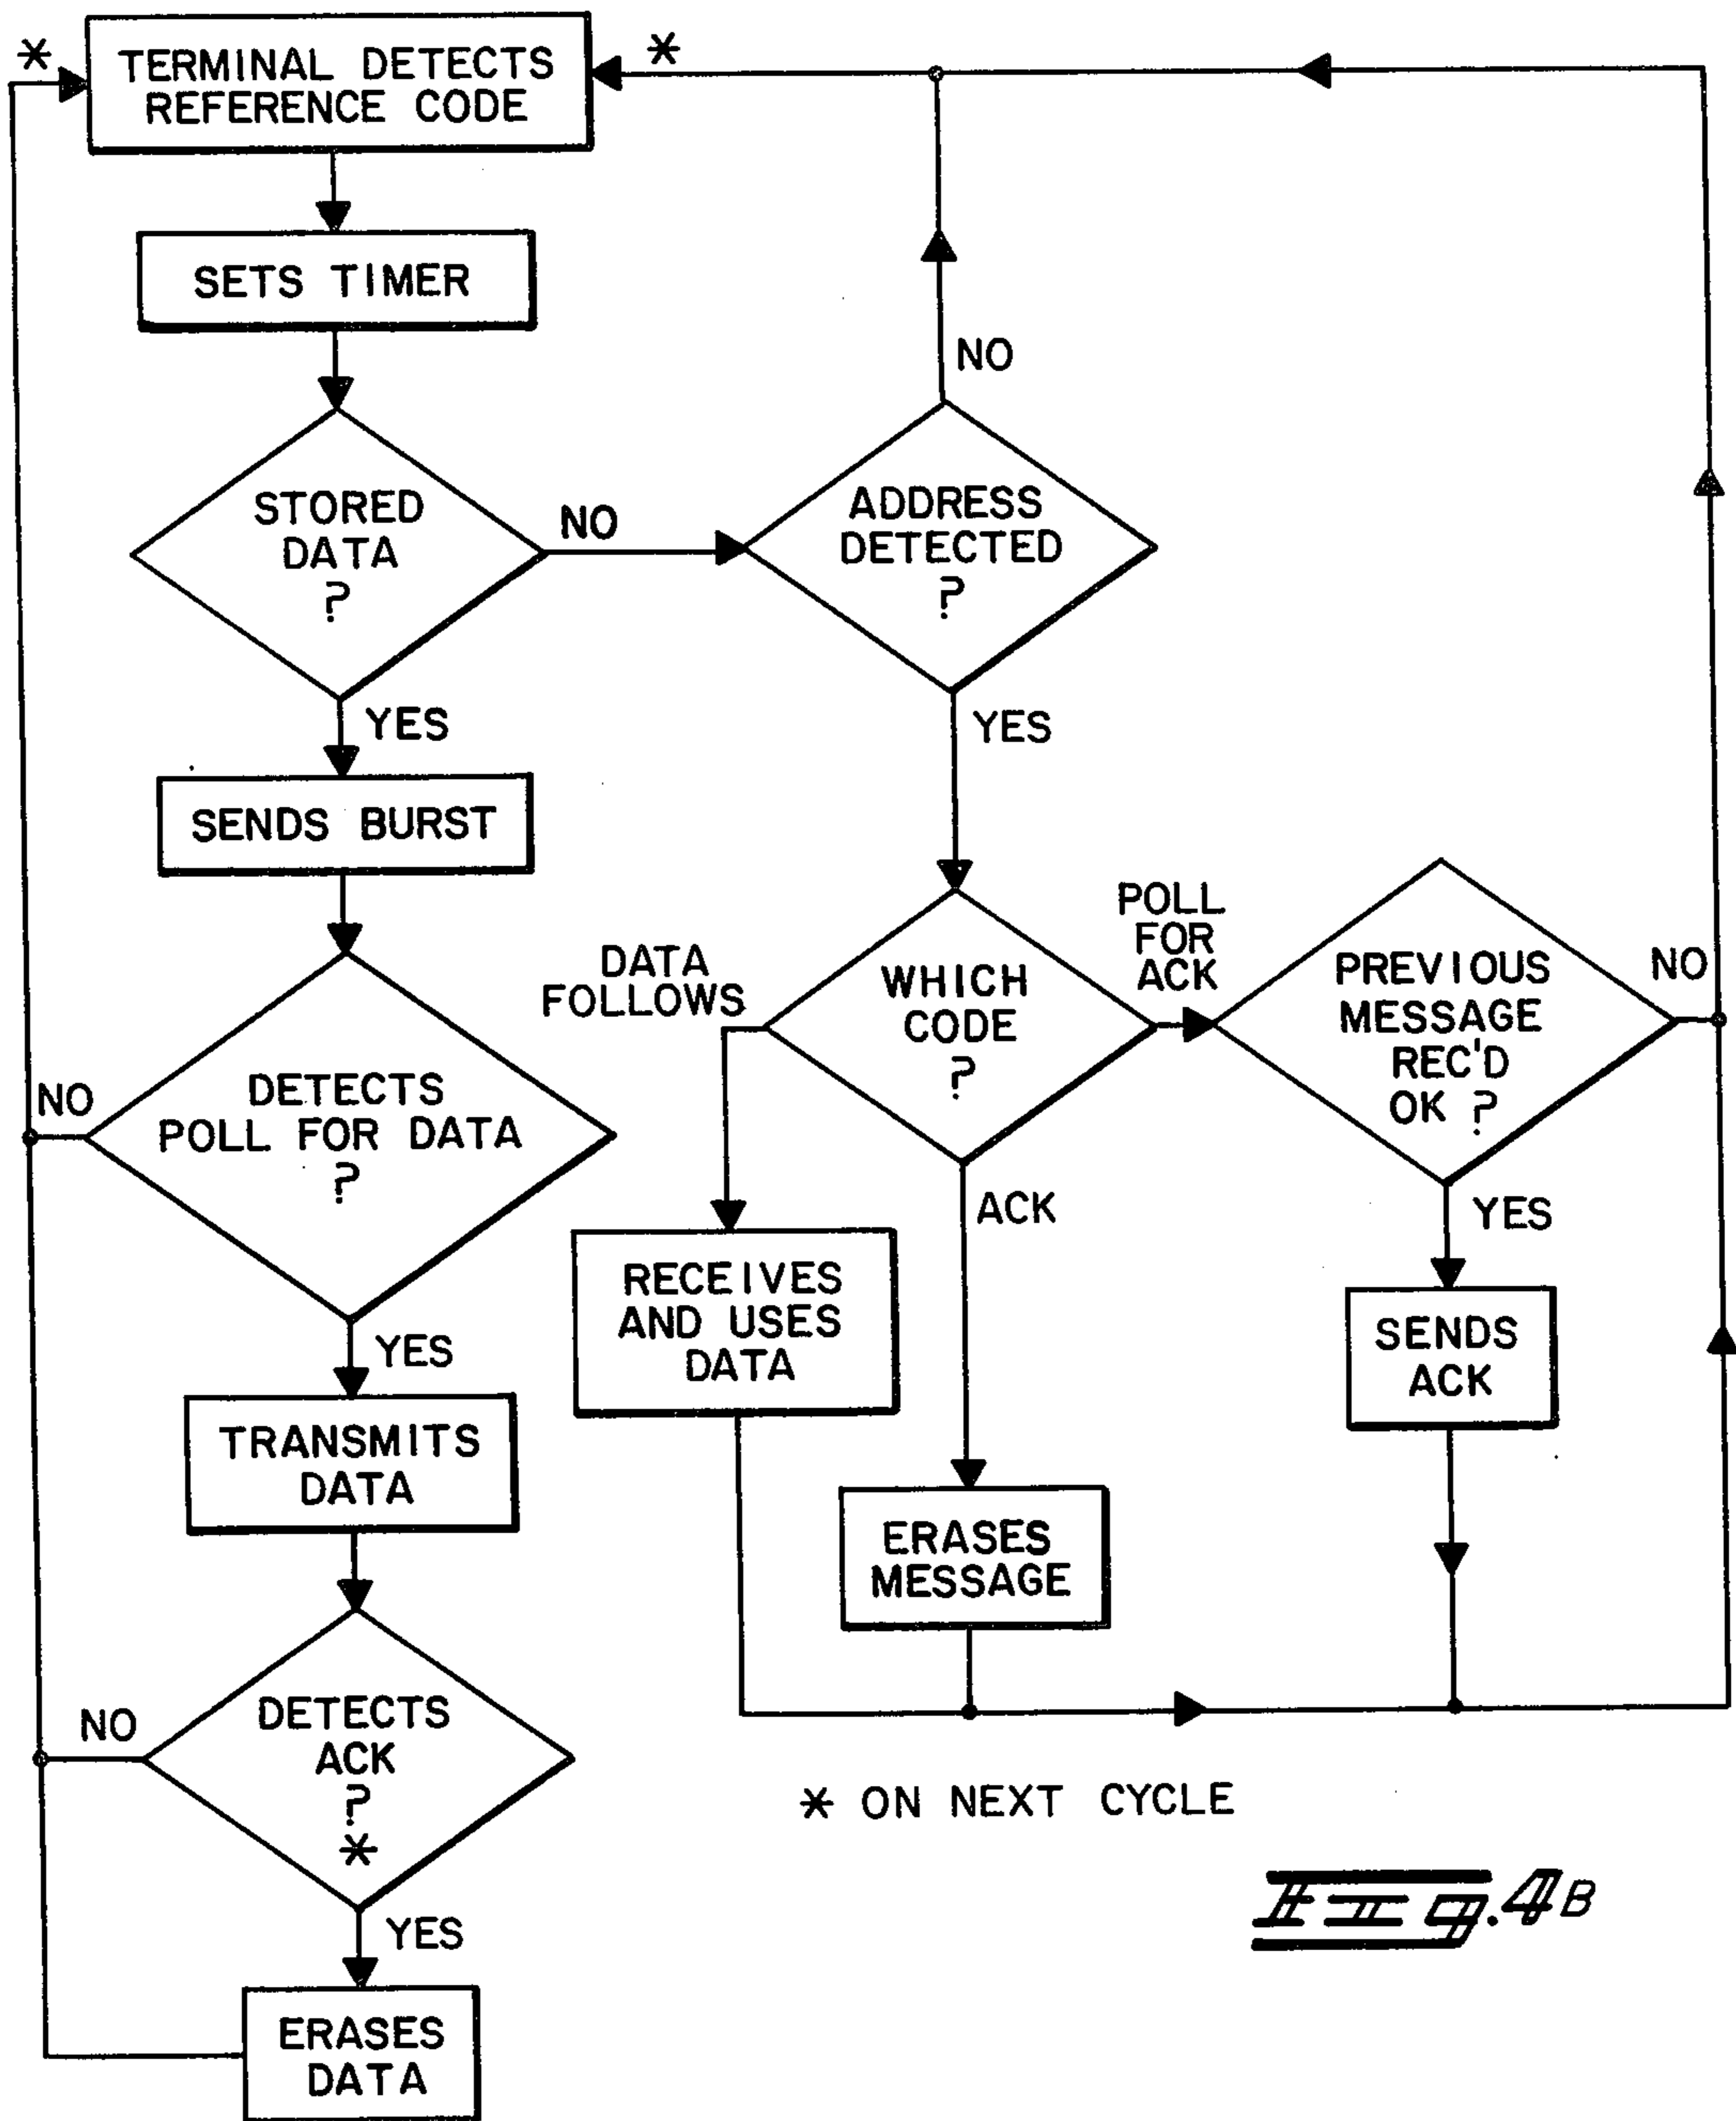 *
*
TERMINAL DETECTS
REFERENCE CODE
SETS TIMER
NO
STORED
DATA
?
NO
ADDRESS
DETECTED
?
YES
YES
SENDS BURST
DATA
FOLLOWS
WHICH
CODE
?
POLL
FOR
ACK
PREVIOUS
MESSAGE
REC'D
OK ?
NO
NO
DETECTS
POLL FOR DATA
?
ACK
YES
RECEIVES
AND USES
DATA
SENDS
ACK
YES
TRANSMITS
DATA
ERASES
MESSAGE
NO
DETECTS
ACK
?
*
* ON NEXT CYCLE
YES
ERASES
DATA
Fig. 4B